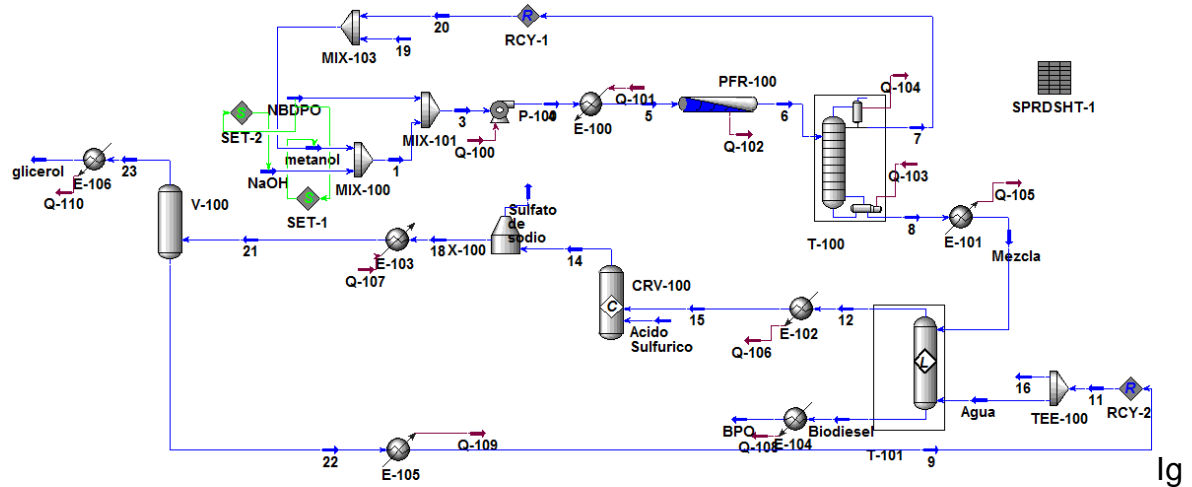 20
RCY-1
MIX-103
19
PFR-100
Q-104
SPRDSHT-1
NBDPO
SET-2
Q-101
3
P-100
4
E-100
5
6
7
metanol
MIX-101
Q-100
Q-102
Q-103
glicerol
23
E-106
Q-110
V-100
NaOH
MIX-100
1
SET-1
Q-105
8
E-101
T-100
Mezcla
Sulfato
de
sodio
21
E-103
18
X-100
14
CRV-100
Q-107
15
E-102
12
Acido
Sulfurico
Q-106
C
L
S
S
R
R
16
11
RCY-2
Agua
TEE-100
BPO
Biodiesel
Q-108
E-104
T-101
9
22
E-105
Q-109
Ig